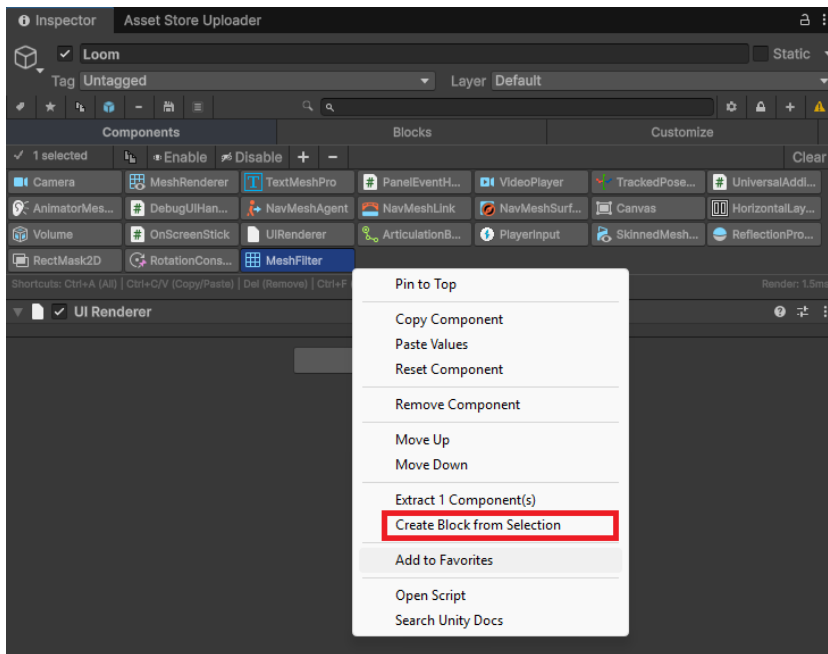 Inspector Asset Store Uploader
Loom Static
Tag Untagged Layer Default
Components Blocks Customize
1 selected Enable Disable + − Clear
Camera MeshRenderer TextMeshPro PanelEventH... VideoPlayer TrackedPose... UniversalAddI...
AnimatorMes... DebugUIHan... NavMeshAgent NavMeshLink NavMeshSurf... Canvas HorizontalLay...
Volume OnScreenStick UIRenderer ArticulationB... PlayerInput SkinnedMesh... ReflectionPro...
RectMask2D RotationCons... MeshFilter
Shortcuts: Ctrl+A (All) | Ctrl+C/V (Copy/Paste) | Del (Remove) | Ctrl+F Render: 1.5ms
UI Renderer
Pin to Top
Copy Component
Paste Values
Reset Component
Remove Component
Move Up
Move Down
Extract 1 Component(s)
Create Block from Selection
Add to Favorites
Open Script
Search Unity Docs